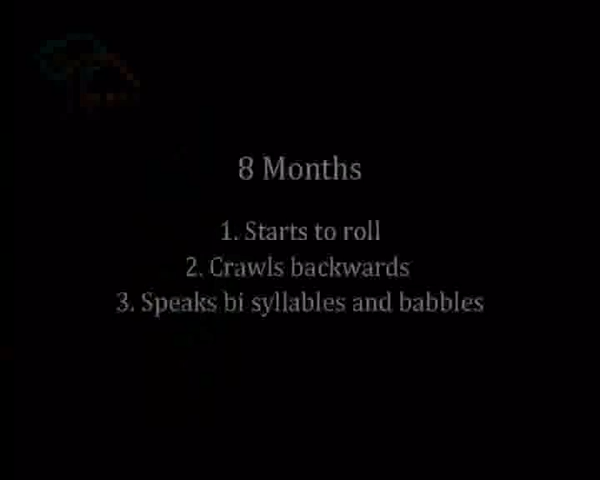 8 Months
1. Starts to roll
2. Crawls backwards
3. Speaks bi syllables and babbles